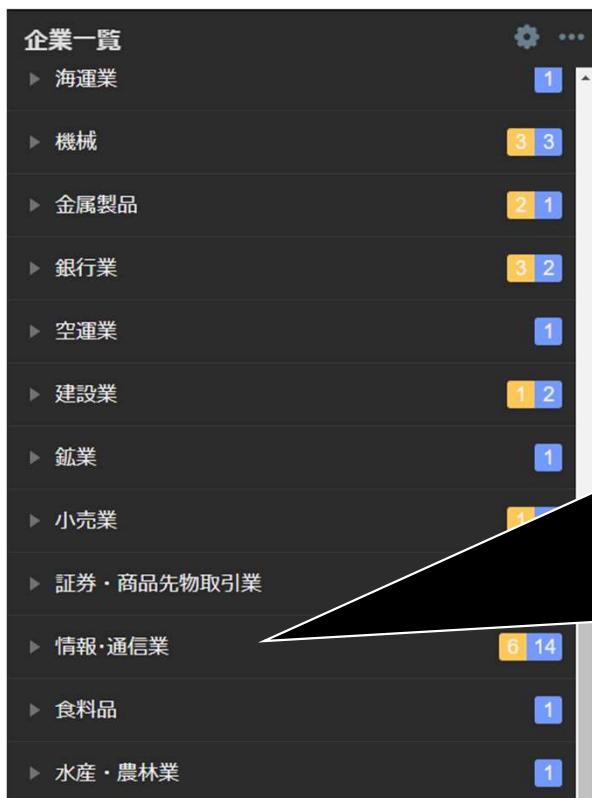 企業一覧
海運業 1
機械 3 3
金属製品 2 1
銀行業 3 2
空運業 1
建設業 1 2
鉱業 1
小売業 1
証券・商品先物取引業
情報･通信業 6 14
食料品 1
水産・農林業 1